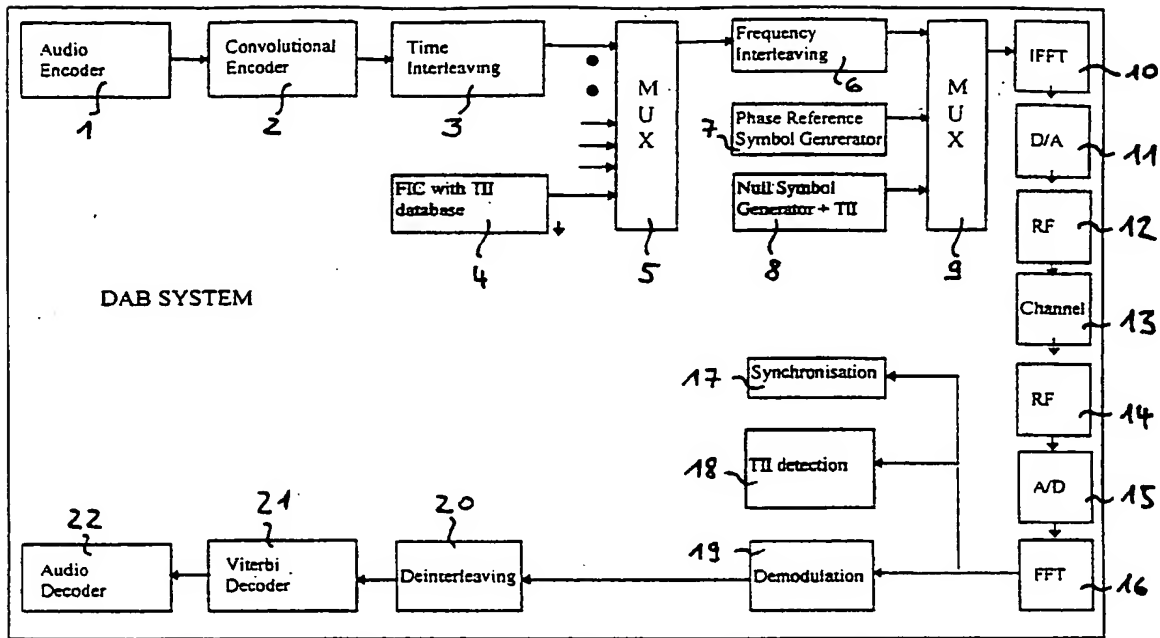 Audio
Encoder
1
Convolutional
Encoder
2
Time
Interleaving
3
FIC with TII
database
4
M
U
X
5
Frequency
Interleaving
6
7
Phase Reference
Symbol Genrerator
Null Symbol
Generator + TII
8
M
U
X
9
IFFT
10
D/A
11
RF
12
Channel
13
RF
14
A/D
15
FFT
16
DAB SYSTEM
17
Synchronisation
18
TII detection
19
Demodulation
20
Deinterleaving
21
Viterbi
Decoder
22
Audio
Decoder